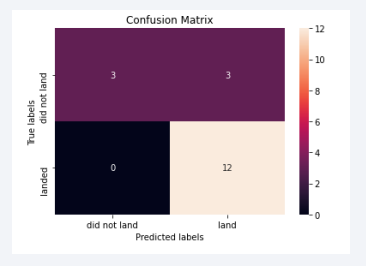 Confusion Matrix
True labels
did not land
landed
3 3
0 12
did not land land
Predicted labels
12
10
8
6
4
2
0